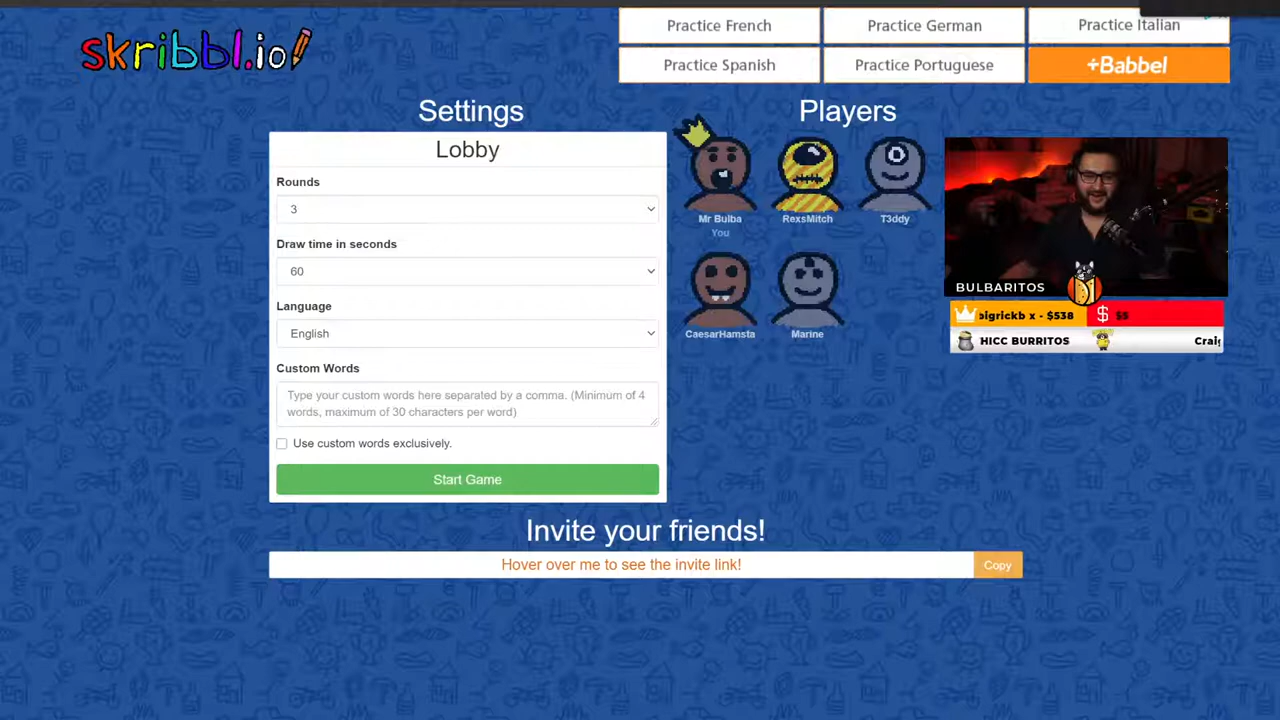 skribbl.io
Practice French
Practice German
Practice Italian
Practice Spanish
Practice Portuguese
+Babbel
Settings
Players
Lobby
Rounds
3
Draw time in seconds
60
Language
English
Custom Words
Type your custom words here separated by a comma. (Minimum of 4
words, maximum of 30 characters per word)
Use custom words exclusively.
Start Game
Mr Bulba
You
RexsMitch
T3ddy
CaesarHamsta
Marine
BULBARITOS
bigrickb x - $538
$
HICC BURRITOS
Craig
Invite your friends!
Hover over me to see the invite link!
Copy